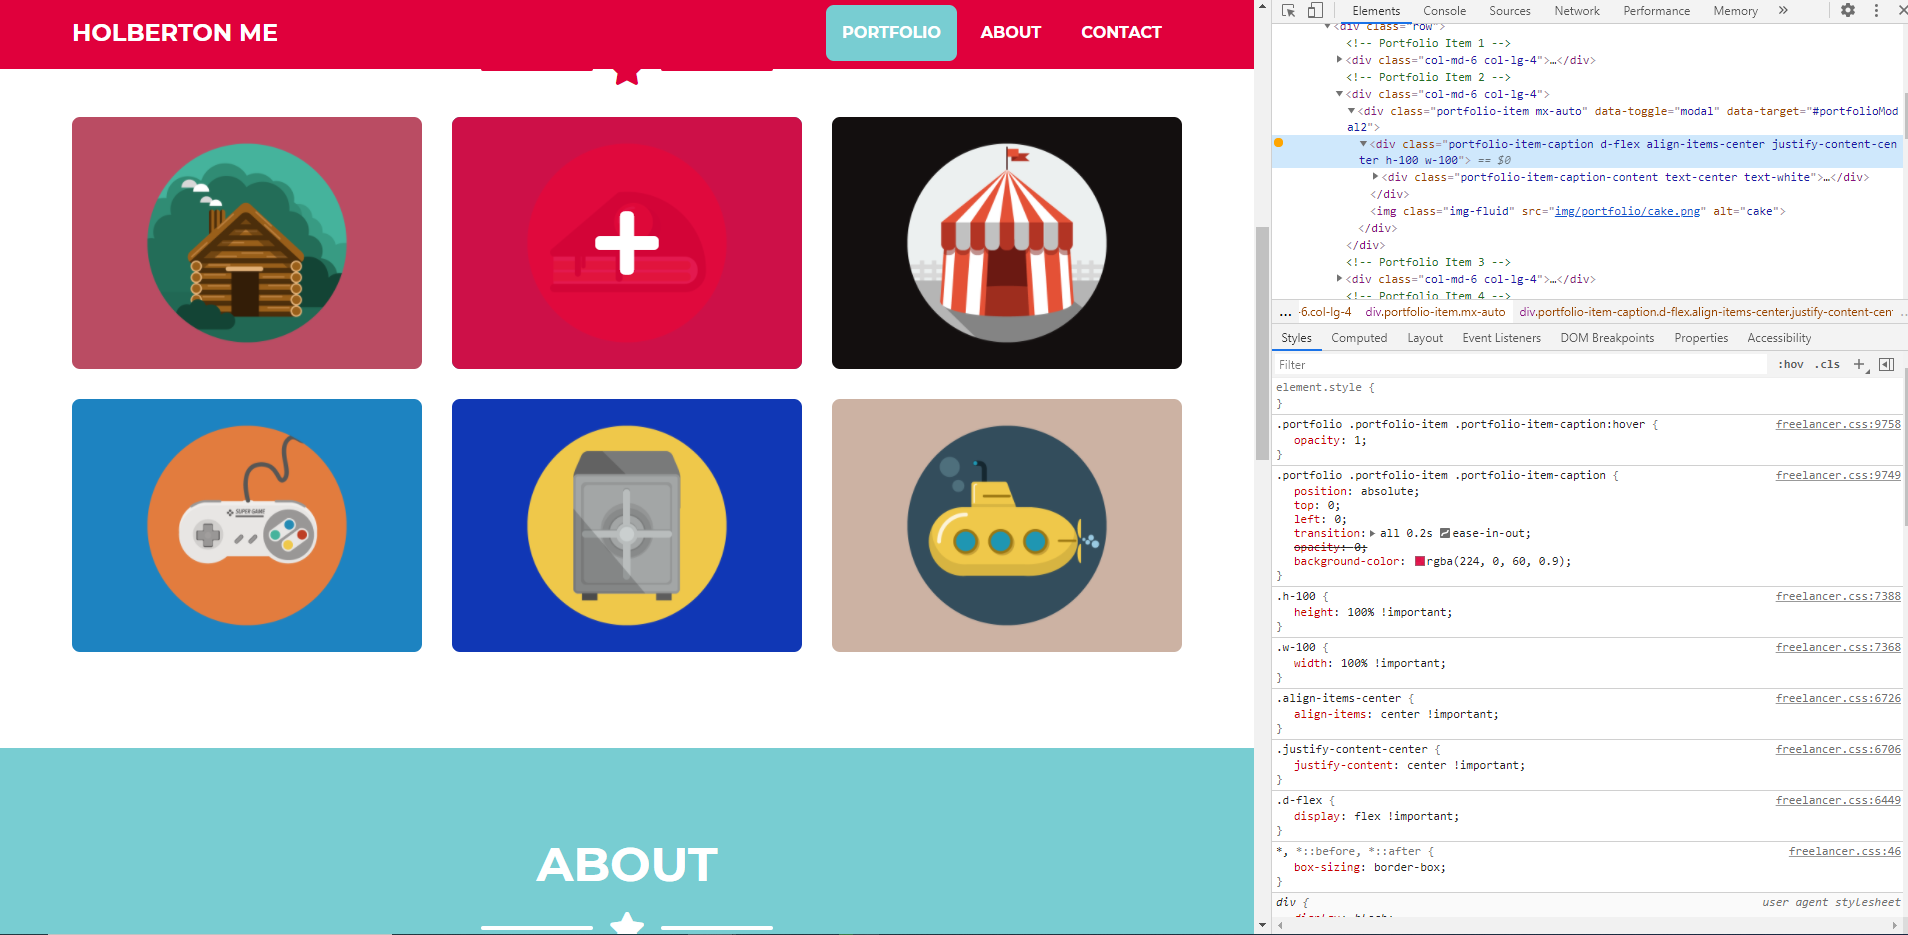 HOLBERTON ME
PORTFOLIO
ABOUT
CONTACT
SUPER GAME
ABOUT
Elements Console Sources Network Performance Memory »
▼<div class="row">
<!-- Portfolio Item 1 -->
▶<div class="col-md-6 col-lg-4">…</div>
<!-- Portfolio Item 2 -->
▼<div class="col-md-6 col-lg-4">
▼<div class="portfolio-item mx-auto" data-toggle="modal" data-target="#portfolioMod
al2">
▼<div class="portfolio-item-caption d-flex align-items-center justify-content-cen
ter h-100 w-100"> == $0
▶<div class="portfolio-item-caption-content text-center text-white">…</div>
</div>
<img class="img-fluid" src="img/portfolio/cake.png" alt="cake">
</div>
</div>
<!-- Portfolio Item 3 -->
▶<div class="col-md-6 col-lg-4">…</div>
<!-- Portfolio Item 4 -->
... -6.col-lg-4 div.portfolio-item.mx-auto div.portfolio-item-caption.d-flex.align-items-center.justify-content-cen ...
Styles Computed Layout Event Listeners DOM Breakpoints Properties Accessibility
Filter :hov .cls +
element.style {
}
.portfolio .portfolio-item .portfolio-item-caption:hover { freelancer.css:9758
opacity: 1;
}
.portfolio .portfolio-item .portfolio-item-caption { freelancer.css:9749
position: absolute;
top: 0;
left: 0;
transition: ▶ all 0.2s ease-in-out;
opacity: 0;
background-color: rgba(224, 0, 60, 0.9);
}
.h-100 { freelancer.css:7388
height: 100% !important;
}
.w-100 { freelancer.css:7368
width: 100% !important;
}
.align-items-center { freelancer.css:6726
align-items: center !important;
}
.justify-content-center { freelancer.css:6706
justify-content: center !important;
}
.d-flex { freelancer.css:6449
display: flex !important;
}
*, *::before, *::after { freelancer.css:46
box-sizing: border-box;
}
div { user agent stylesheet